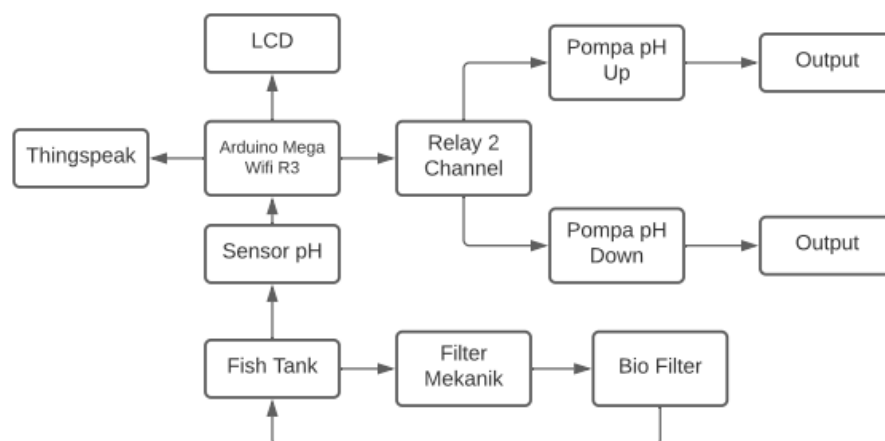 LCD
Pompa pH
Up
Output
Thingspeak
Arduino Mega
Wifi R3
Relay 2
Channel
Sensor pH
Pompa pH
Down
Output
Fish Tank
Filter
Mekanik
Bio Filter